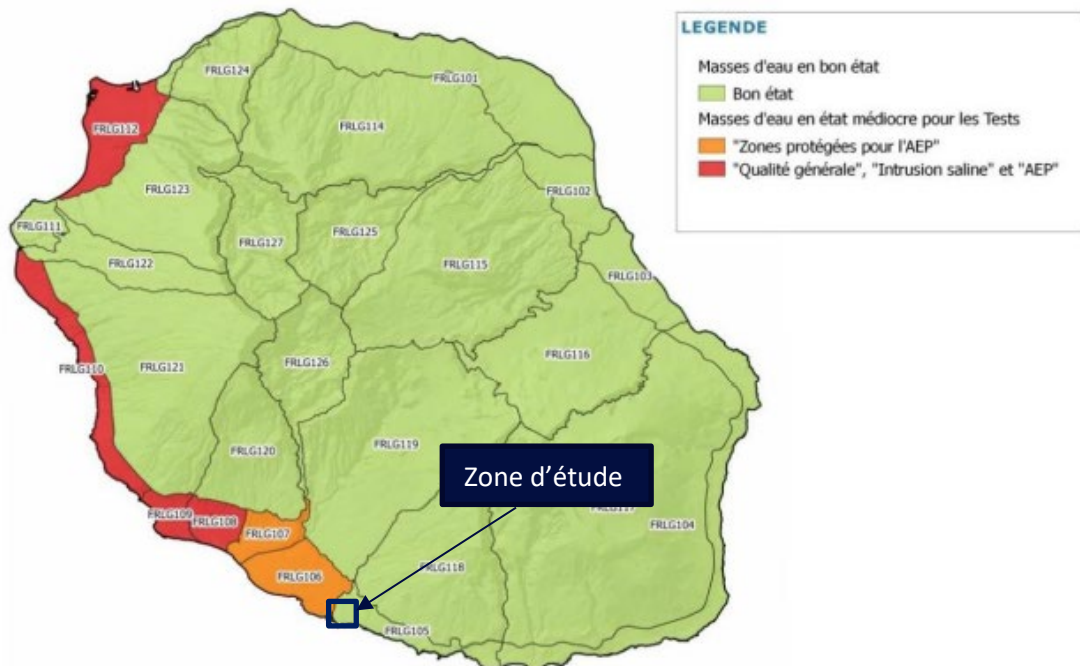 LEGENDE
Masses d'eau en bon état
Bon état
Masses d'eau en état médiocre pour les Tests
"Zones protégées pour l'AEP"
"Qualité générale", "Intrusion saline" et "AEP"
FRLG124
FRLG101
FRLG112
FRLG114
FRLG123
FRLG102
FRLG111
FRLG127
FRLG125
FRLG122
FRLG115
FRLG103
FRLG116
FRLG110
FRLG121
FRLG126
FRLG119
FRLG120
Zone d'étude
FRLG109
FRLG108
FRLG104
FRLG107
FRLG118
FRLG106
FRLG105